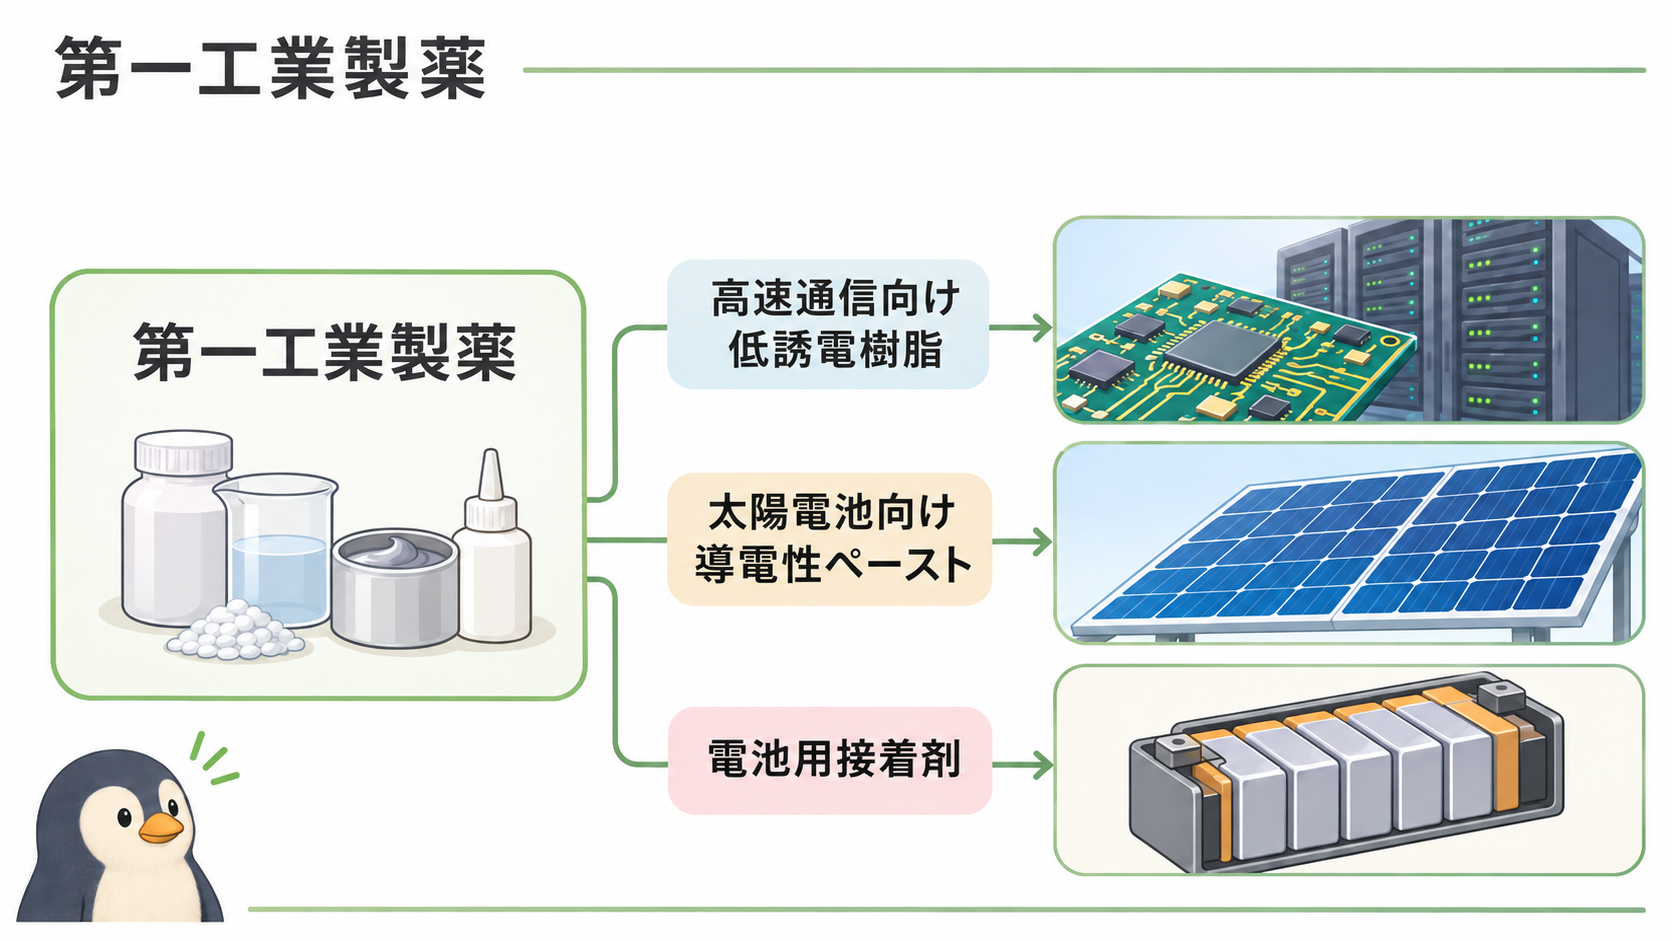 第一工業製薬
第一工業製薬
高速通信向け
低誘電樹脂
太陽電池向け
導電性ペースト
電池用接着剤